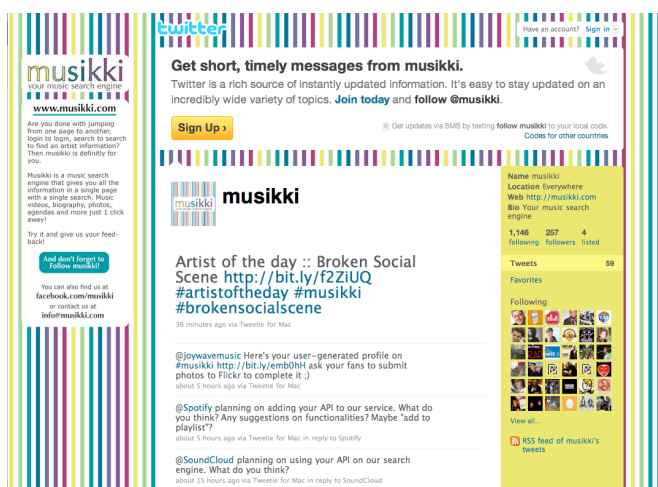 musikki
your music search engine
www.musikki.com
Are you done with jumping
from one page to another,
login to login, search to search
to find an artist information?
Then musikki is definitly for
you.
Musikki is a music search
engine that gives you all the
information in a single page
with a single search. Music
videos, biography, photos,
agendas and more just 1 click
away!
Try it and give us your feed-
back!
And don't forget to
Follow musikki!
You can also find us at
facebook.com/musikki
or contact us at
info@musikki.com
twitter
Have an account? Sign in
Get short, timely messages from musikki.
Twitter is a rich source of instantly updated information. It's easy to stay updated on an
incredibly wide variety of topics. Join today and follow @musikki.
Sign Up ›
Get updates via SMS by texting follow musikki to your local code.
Codes for other countries
musikki
musikki
Artist of the day :: Broken Social
Scene http://bit.ly/f2ZiUQ
#artistoftheday #musikki
#brokensocialscene
36 minutes ago via Tweetie for Mac
@joywavemusic Here's your user-generated profile on
#musikki http://bit.ly/emb0hH ask your fans to submit
photos to Flickr to complete it ;)
about 5 hours ago via Tweetie for Mac
@Spotify planning on adding your API to our service. What do
you think? Any suggestions on functionalities? Maybe "add to
playlist"?
about 5 hours ago via Tweetie for Mac in reply to Spotify
@SoundCloud planning on using your API on our search
engine. What do you think?
about 15 hours ago via Tweetie for Mac in reply to SoundCloud
Name musikki
Location Everywhere
Web http://musikki.com
Bio Your music search
engine
1,146 257 4
following followers listed
Tweets 59
Favorites
Following
View all...
RSS feed of musikki's
tweets